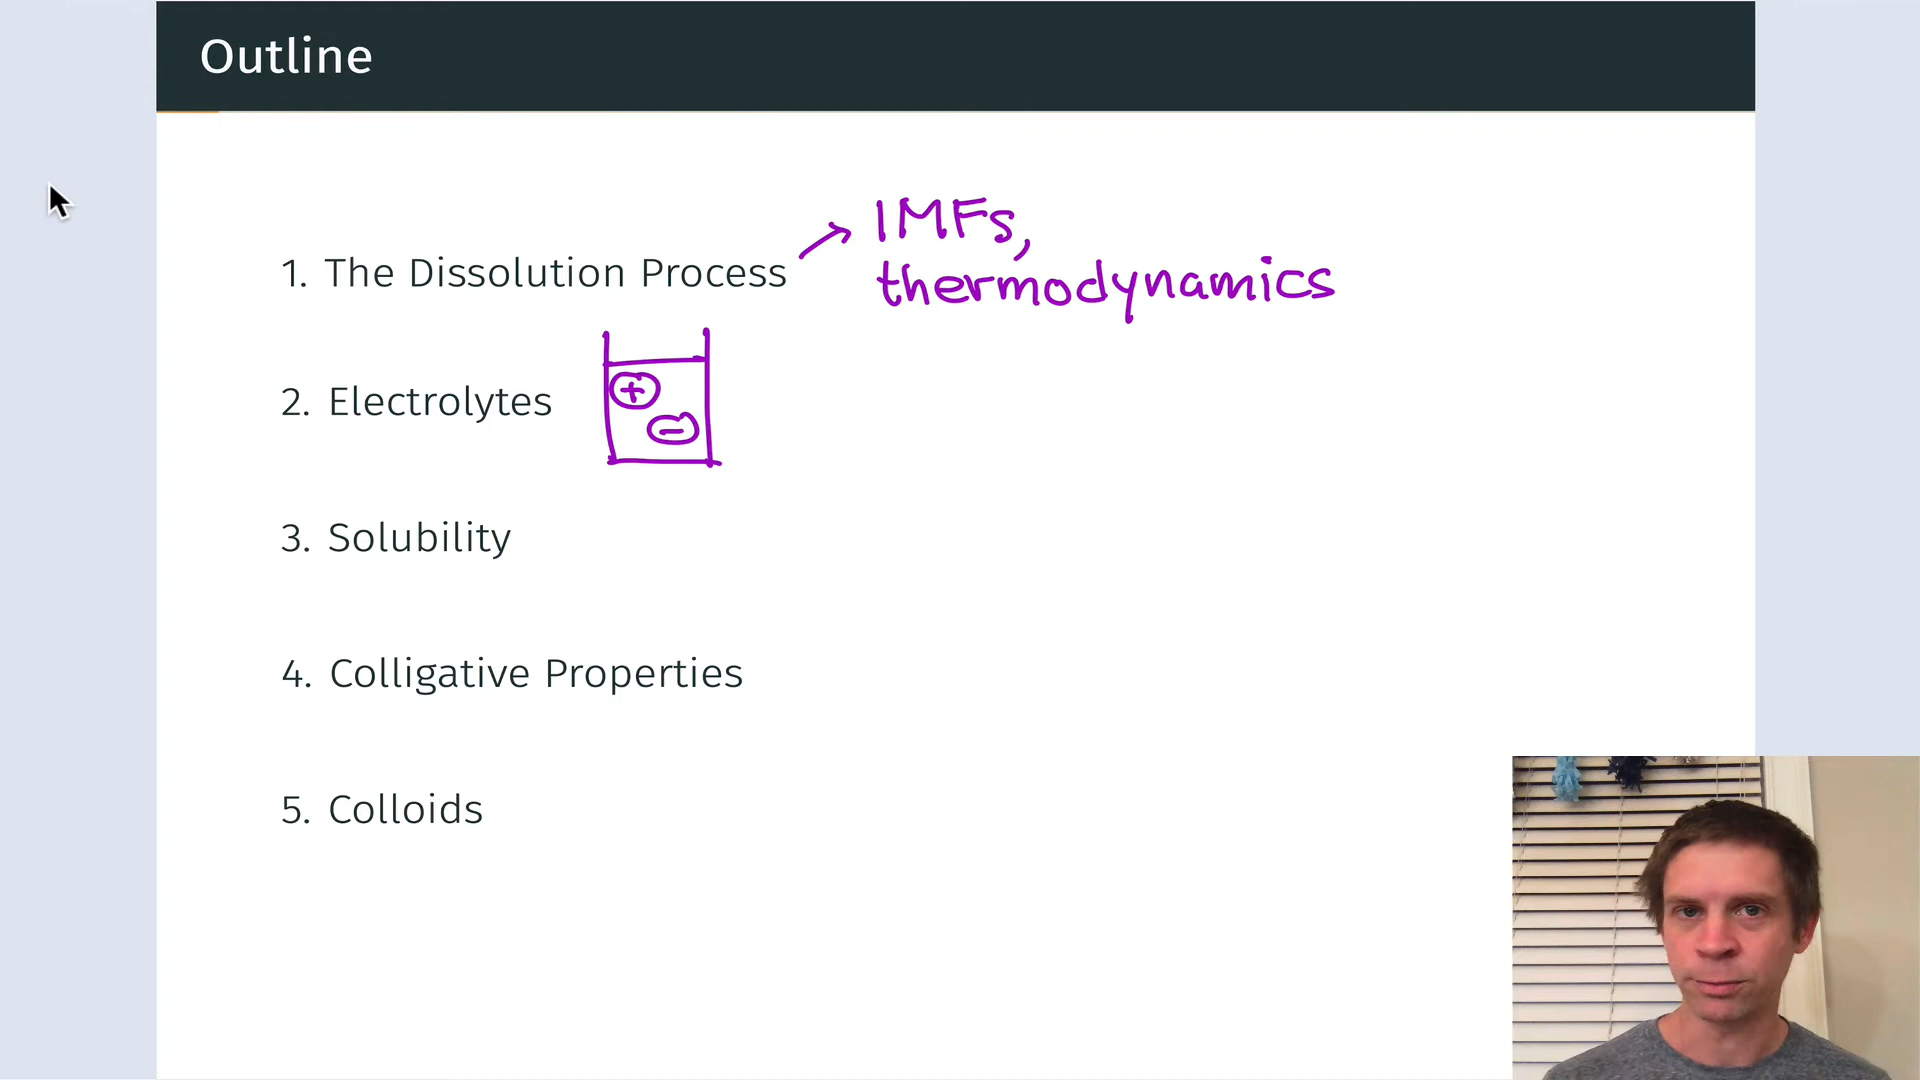 Outline
1. The Dissolution Process
IMFs,
thermodynamics
2. Electrolytes
+
−
3. Solubility
4. Colligative Properties
5. Colloids